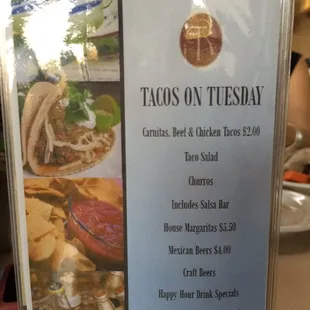 TACOS ON TUESDAY
Carnitas, Beef & Chicken Tacos $2.00
Taco Salad
Churros
Includes Salsa Bar
House Margaritas $5.50
Mexican Beers $4.00
Craft Beers
Happy Hour Drink Specials